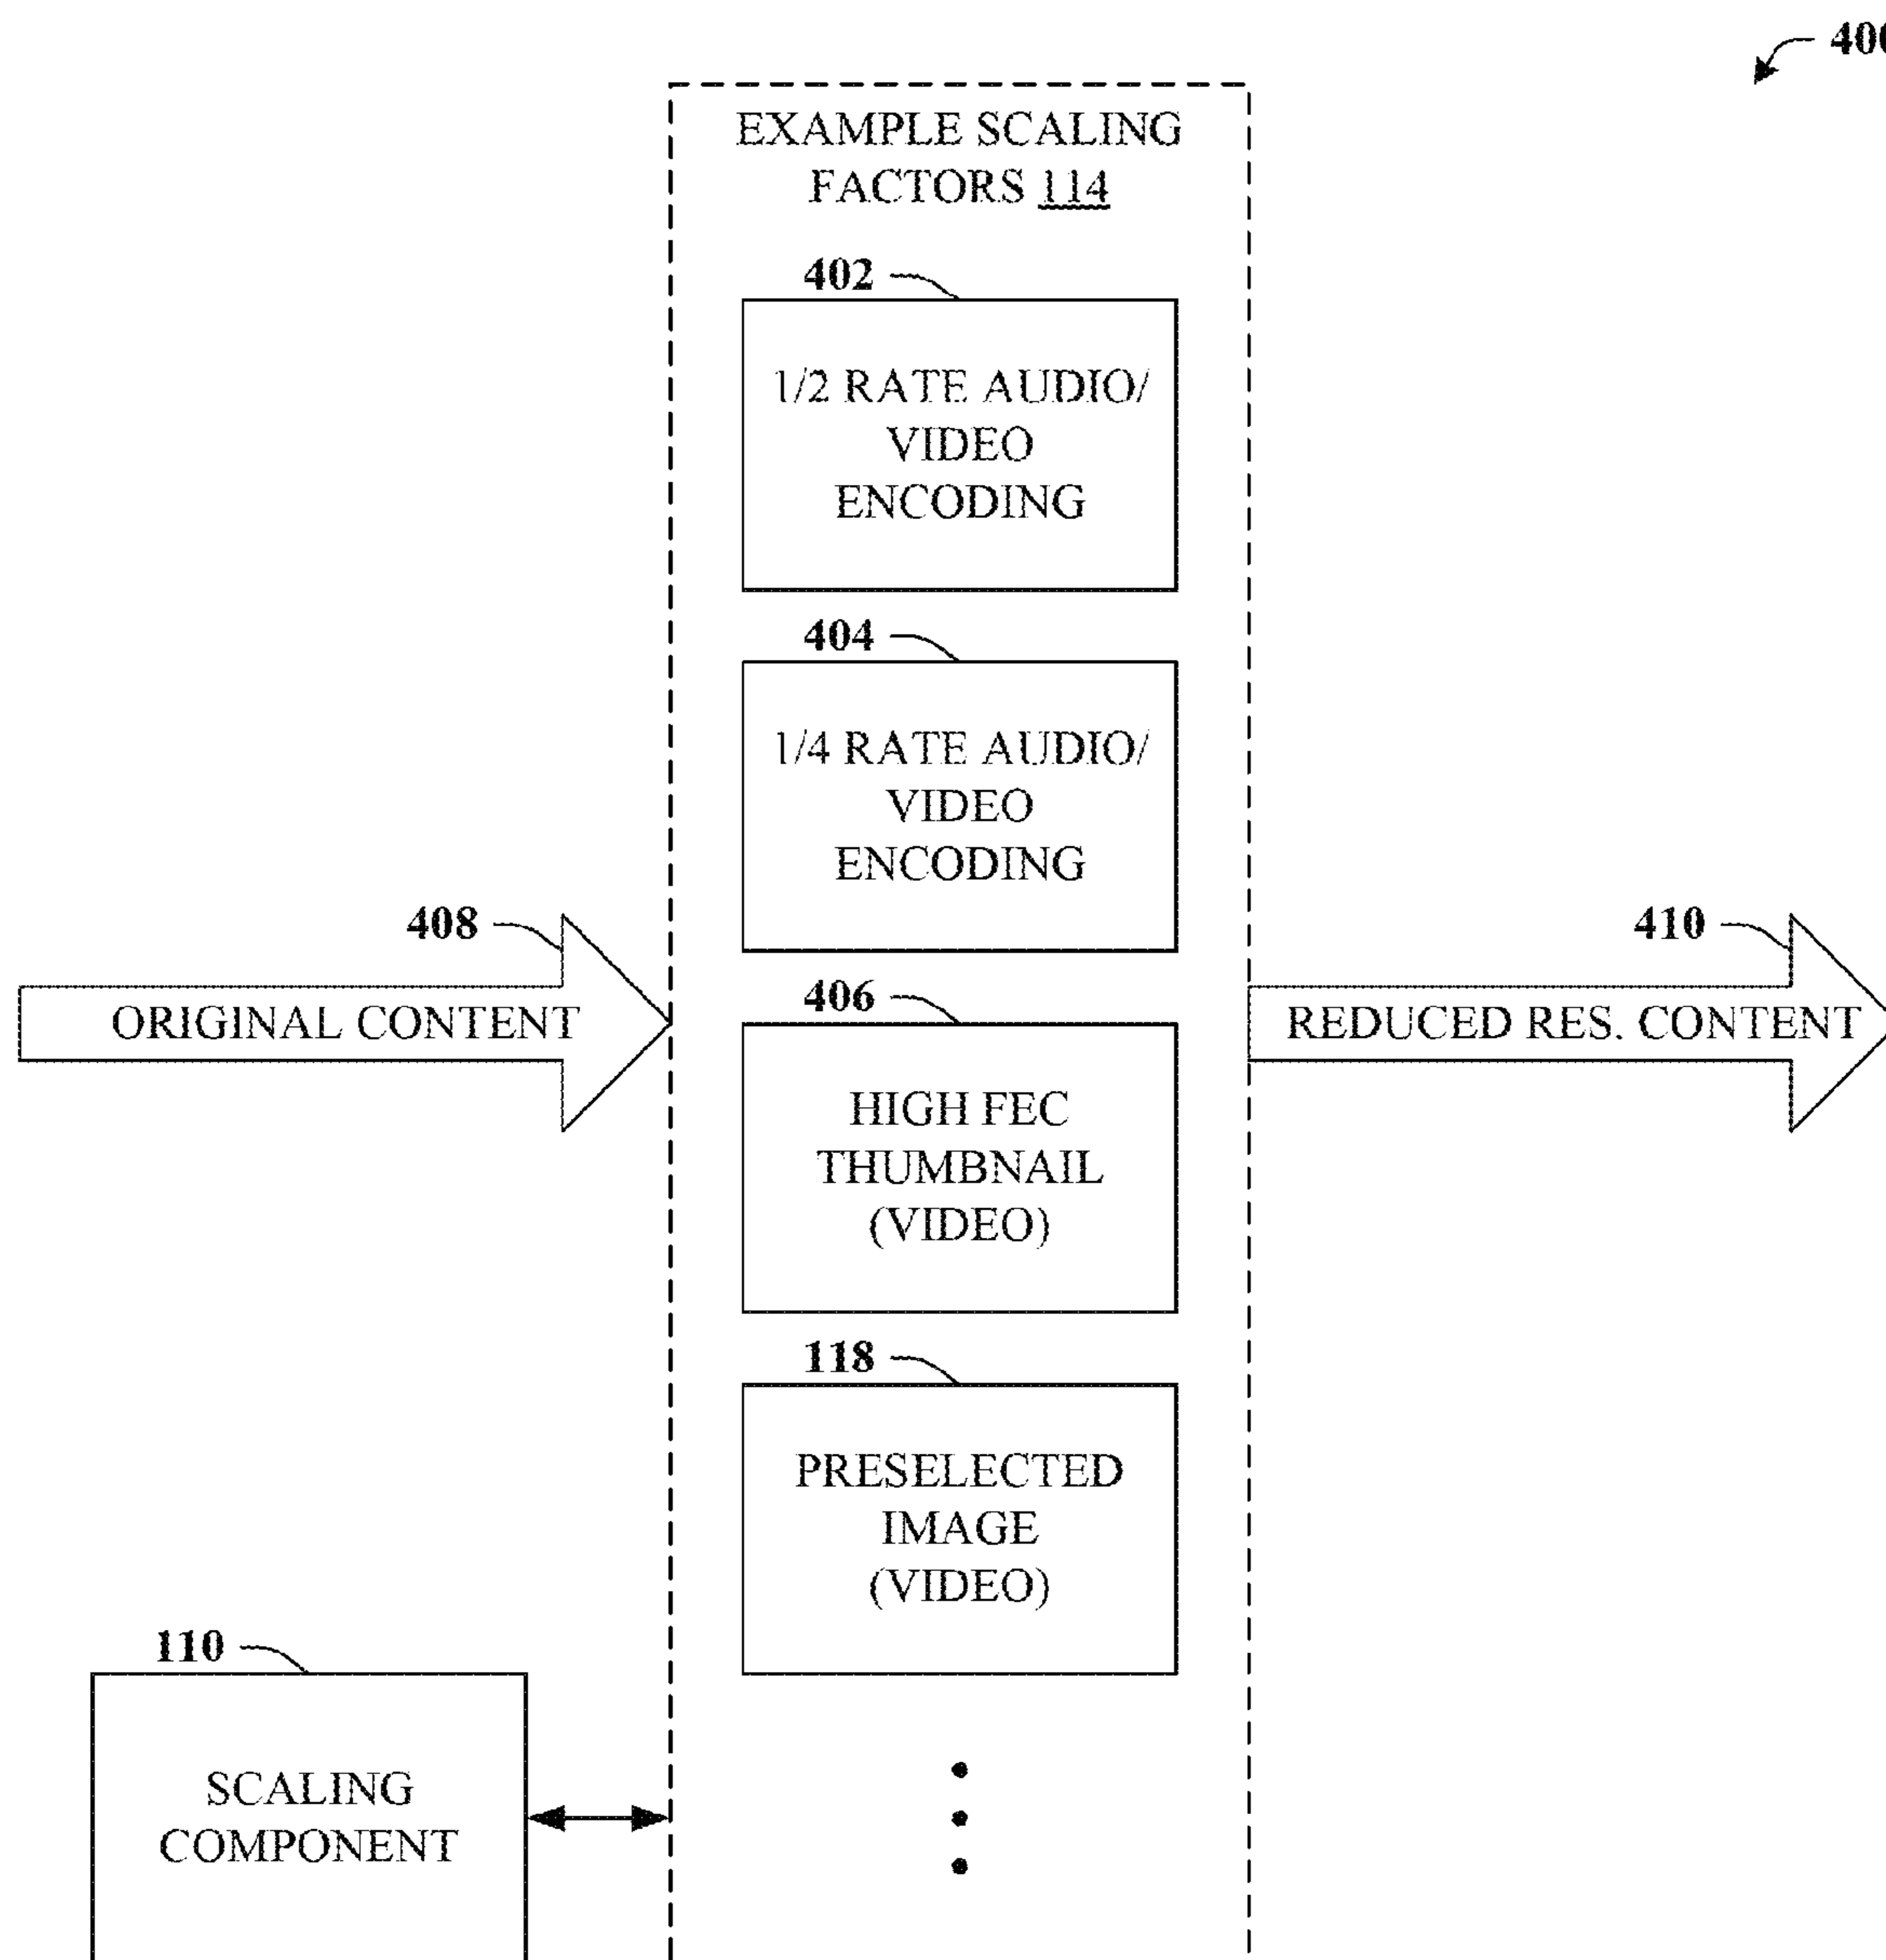 400
EXAMPLE SCALING
FACTORS 114
402
1/2 RATE AUDIO/
VIDEO
ENCODING
404
1/4 RATE AUDIO/
VIDEO
ENCODING
408
ORIGINAL CONTENT
410
REDUCED RES. CONTENT
406
HIGH FEC
THUMBNAIL
(VIDEO)
118
PRESELECTED
IMAGE
(VIDEO)
110
SCALING
COMPONENT